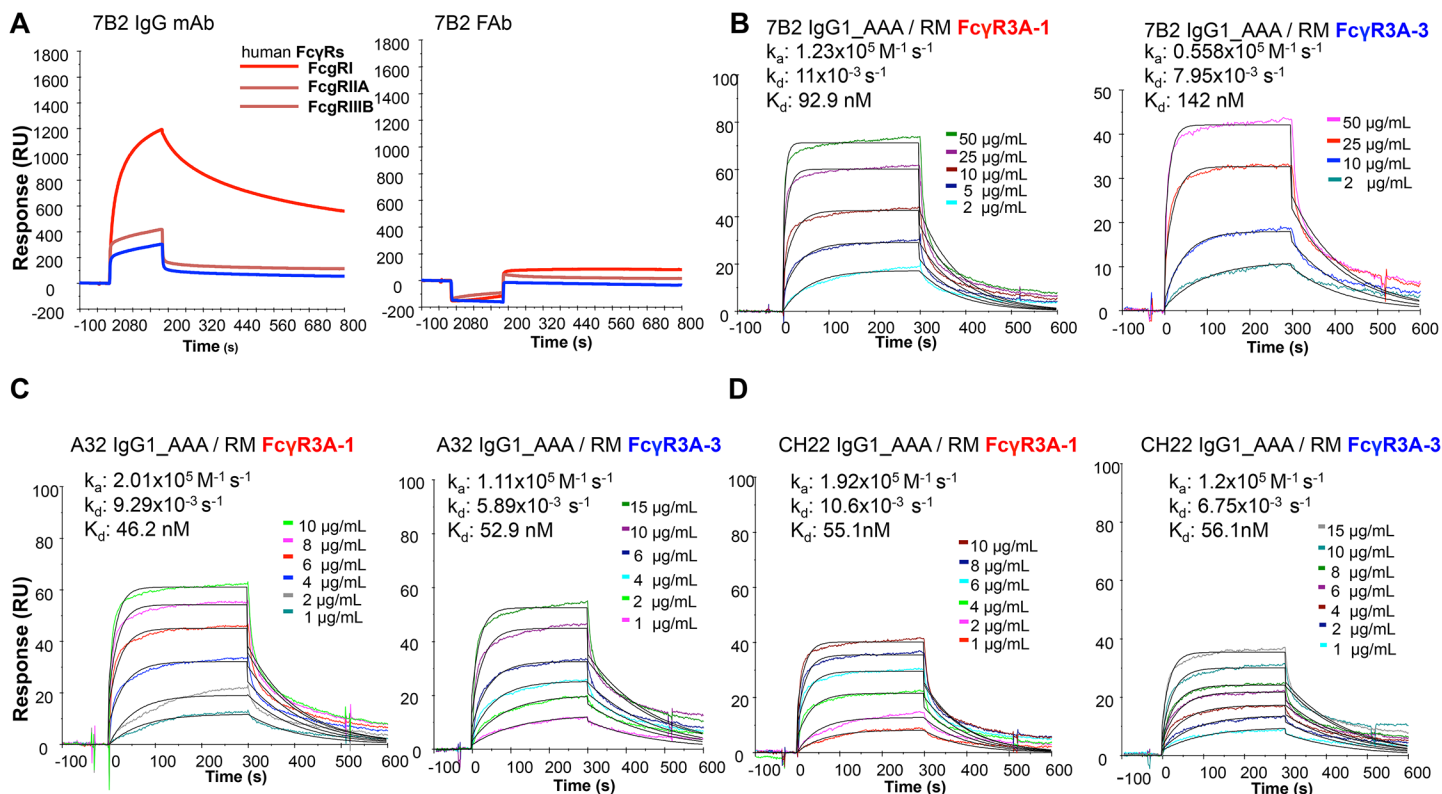 A
7B2 IgG mAb
human FcγRs
FcgRI
FcgRIIA
FcgRIIIB
1800
1600
1400
1200
1000
800
600
400
200
0
-200
Response (RU)
-100 2080 200 320 440 560 680 800
Time (s)
7B2 FAb
1800
1600
1400
1200
1000
800
600
400
200
0
-200
-100 2080 200 320 440 560 680 800
Time (s)
B
7B2 IgG1_AAA / RM FcγR3A-1
ka: 1.23x10⁵ M⁻¹ s⁻¹
kd: 11x10⁻³ s⁻¹
Kd: 92.9 nM
50 µg/mL
25 µg/mL
10 µg/mL
5 µg/mL
2 µg/mL
100
80
60
40
20
0
-100 0 100 200 300 400 500 600
Time (s)
7B2 IgG1_AAA / RM FcγR3A-3
ka: 0.558x10⁵ M⁻¹ s⁻¹
kd: 7.95x10⁻³ s⁻¹
Kd: 142 nM
50 µg/mL
25 µg/mL
10 µg/mL
2 µg/mL
50
40
30
20
10
0
-100 0 100 200 300 400 500 600
Time (s)
C
A32 IgG1_AAA / RM FcγR3A-1
ka: 2.01x10⁵ M⁻¹ s⁻¹
kd: 9.29x10⁻³ s⁻¹
Kd: 46.2 nM
10 µg/mL
8 µg/mL
6 µg/mL
4 µg/mL
2 µg/mL
1 µg/mL
100
80
60
40
20
0
Response (RU)
-100 0 100 200 300 400 500 600
Time (s)
A32 IgG1_AAA / RM FcγR3A-3
ka: 1.11x10⁵ M⁻¹ s⁻¹
kd: 5.89x10⁻³ s⁻¹
Kd: 52.9 nM
15 µg/mL
10 µg/mL
6 µg/mL
4 µg/mL
2 µg/mL
1 µg/mL
100
80
60
40
20
0
-100 0 100 200 300 400 500 600
Time (s)
D
CH22 IgG1_AAA / RM FcγR3A-1
ka: 1.92x10⁵ M⁻¹ s⁻¹
kd: 10.6x10⁻³ s⁻¹
Kd: 55.1nM
10 µg/mL
8 µg/mL
6 µg/mL
4 µg/mL
2 µg/mL
1 µg/mL
100
80
60
40
20
0
-100 0 100 200 300 400 500 600
Time (s)
CH22 IgG1_AAA / RM FcγR3A-3
ka: 1.2x10⁵ M⁻¹ s⁻¹
kd: 6.75x10⁻³ s⁻¹
Kd: 56.1nM
15 µg/mL
10 µg/mL
8 µg/mL
6 µg/mL
4 µg/mL
2 µg/mL
1 µg/mL
100
80
60
40
20
0
-100 0 100 200 300 400 500 600
Time (s)